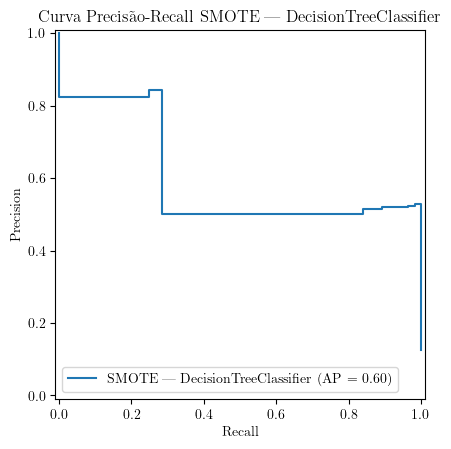 Curva Precisão-Recall SMOTE — DecisionTreeClassifier
1.0
0.8
0.6
0.4
0.2
0.0
Precision
SMOTE — DecisionTreeClassifier (AP = 0.60)
0.0 0.2 0.4 0.6 0.8 1.0
Recall